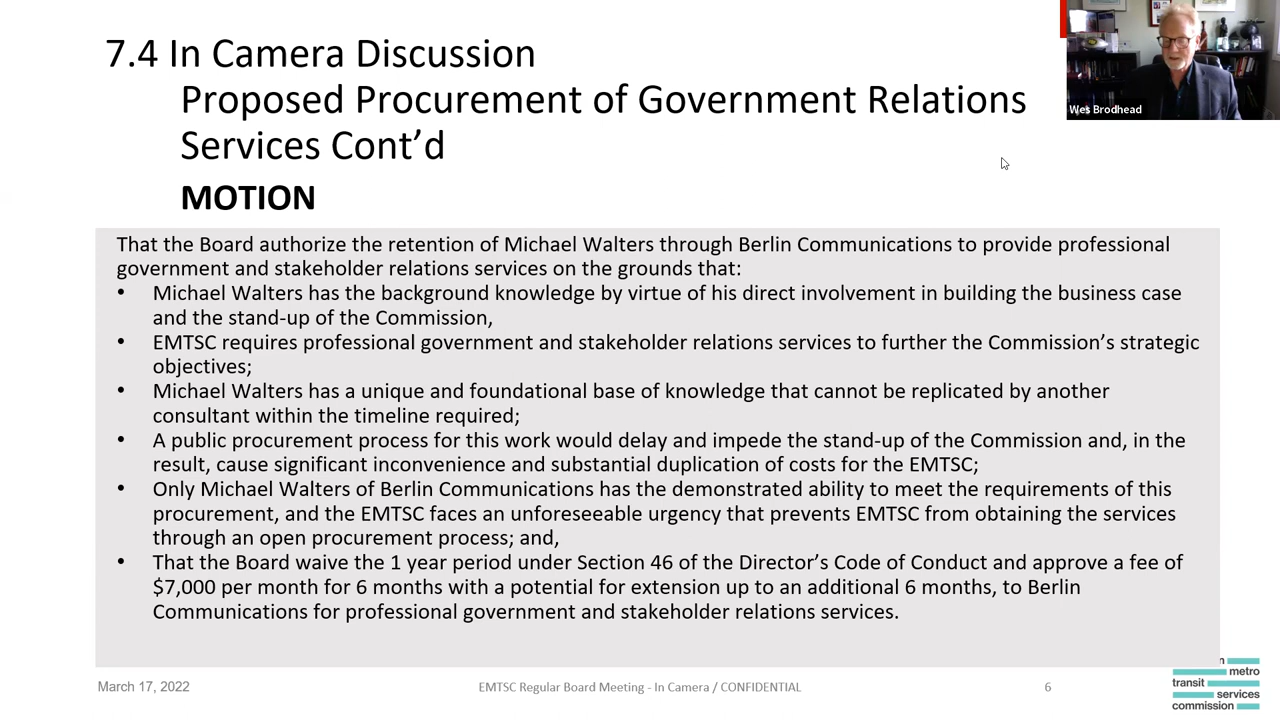 7.4 In Camera Discussion
Proposed Procurement of Government Relations
Services Cont’d
MOTION
Wes Brodhead
That the Board authorize the retention of Michael Walters through Berlin Communications to provide professional
government and stakeholder relations services on the grounds that:
• Michael Walters has the background knowledge by virtue of his direct involvement in building the business case
and the stand-up of the Commission,
• EMTSC requires professional government and stakeholder relations services to further the Commission’s strategic
objectives;
• Michael Walters has a unique and foundational base of knowledge that cannot be replicated by another
consultant within the timeline required;
• A public procurement process for this work would delay and impede the stand-up of the Commission and, in the
result, cause significant inconvenience and substantial duplication of costs for the EMTSC;
• Only Michael Walters of Berlin Communications has the demonstrated ability to meet the requirements of this
procurement, and the EMTSC faces an unforeseeable urgency that prevents EMTSC from obtaining the services
through an open procurement process; and,
• That the Board waive the 1 year period under Section 46 of the Director’s Code of Conduct and approve a fee of
$7,000 per month for 6 months with a potential for extension up to an additional 6 months, to Berlin
Communications for professional government and stakeholder relations services.
March 17, 2022
EMTSC Regular Board Meeting - In Camera / CONFIDENTIAL
6
metro
transit
services
commission